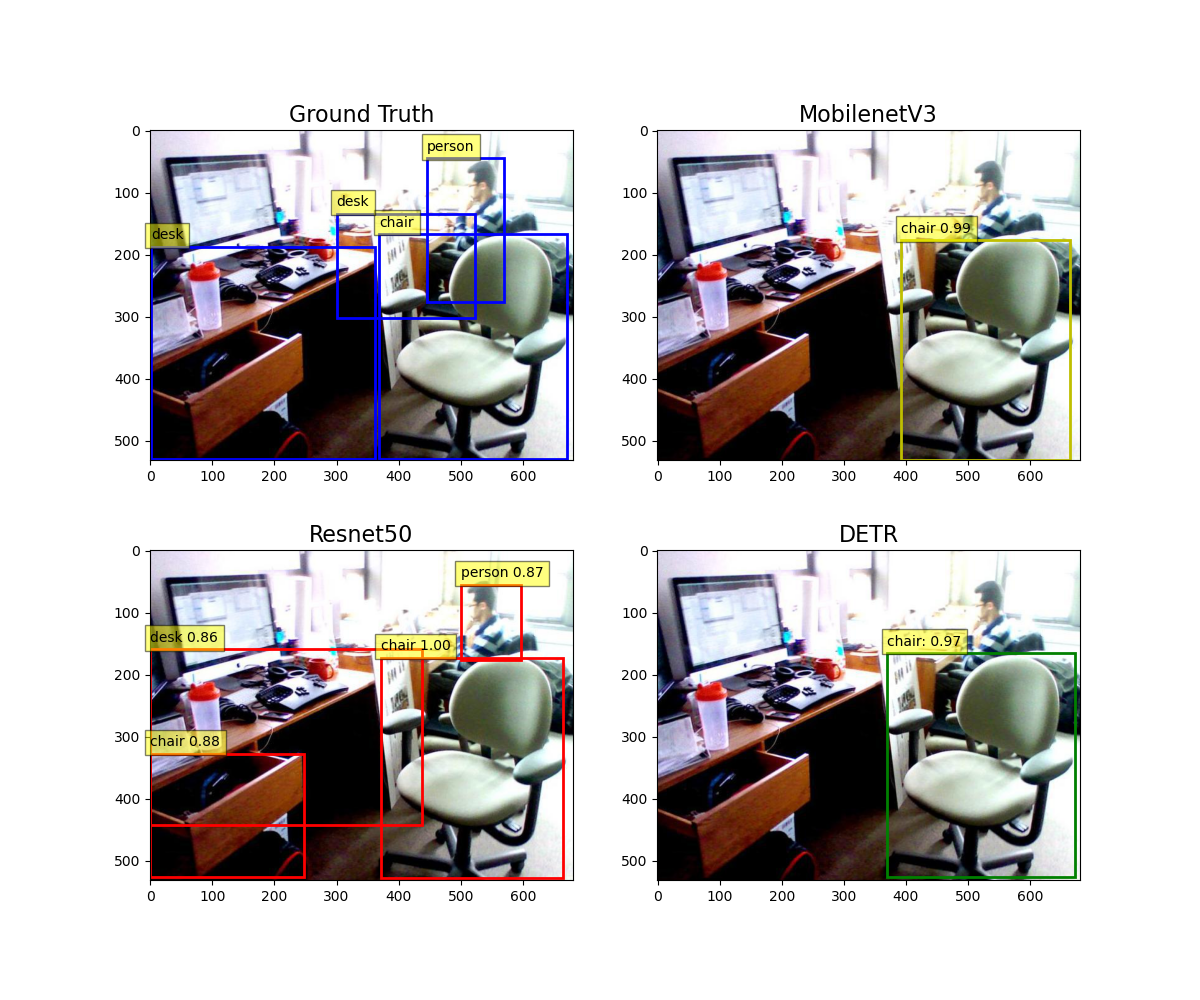 Ground Truth
MobilenetV3
0
100
200
300
400
500
0 100 200 300 400 500 600
person
desk
chair
desk
0
100
200
300
400
500
0 100 200 300 400 500 600
chair 0.99
Resnet50
DETR
0
100
200
300
400
500
0 100 200 300 400 500 600
person 0.87
desk 0.86
chair 1.00
chair 0.88
0
100
200
300
400
500
0 100 200 300 400 500 600
chair: 0.97